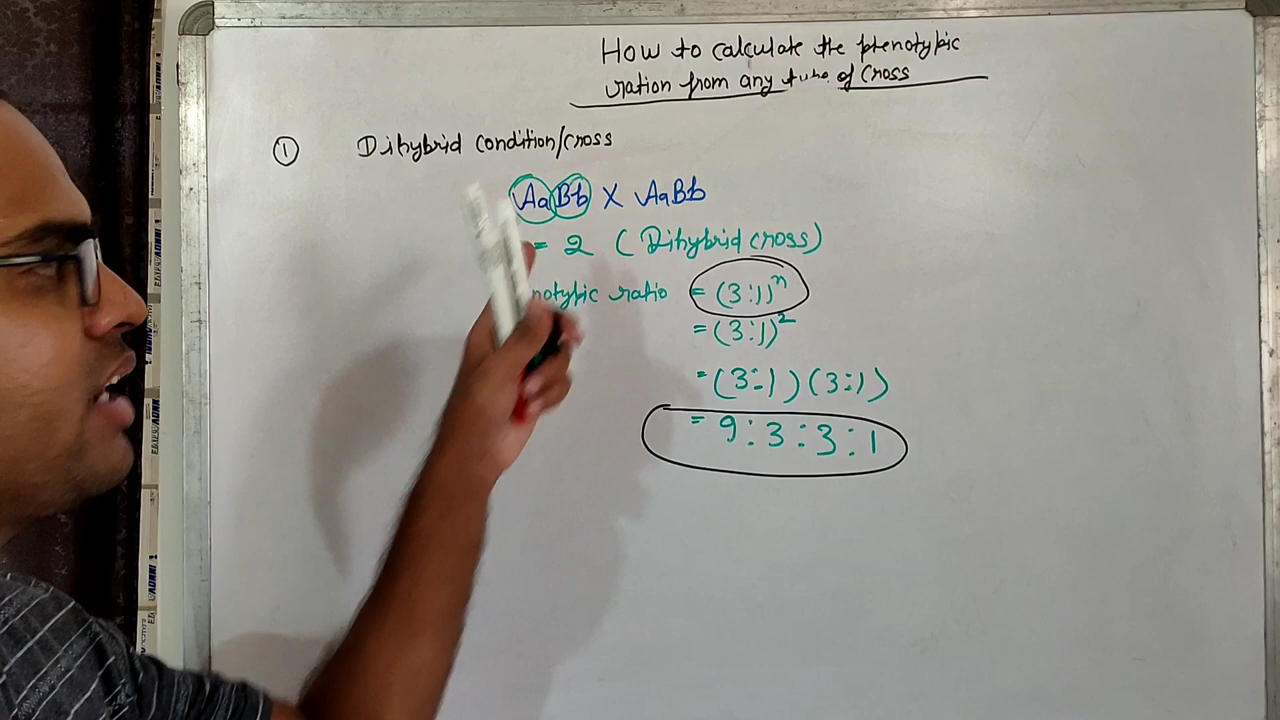 How to calculate the phenotypic
ration from any of Cross
① Dihybrid condition/cross
AaBb X AaBb
= 2 (Dihybrid cross)
notypic ratio = (3:1)ⁿ
= (3:1)²
= (3:1) (3:1)
= 9:3:3:1